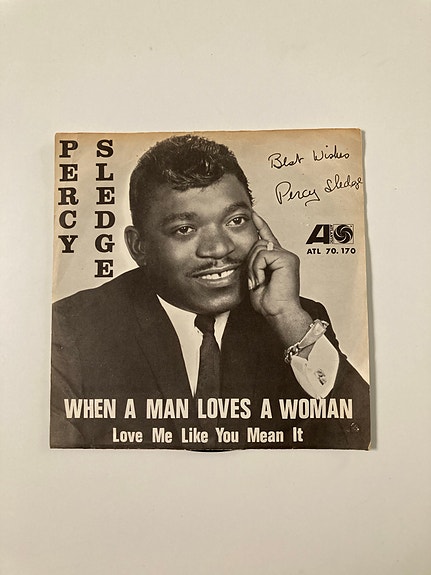 PERCY
SLEDGE
Best Wishes
Percy Sledge
ATL 70.170
WHEN A MAN LOVES A WOMAN
Love Me Like You Mean It